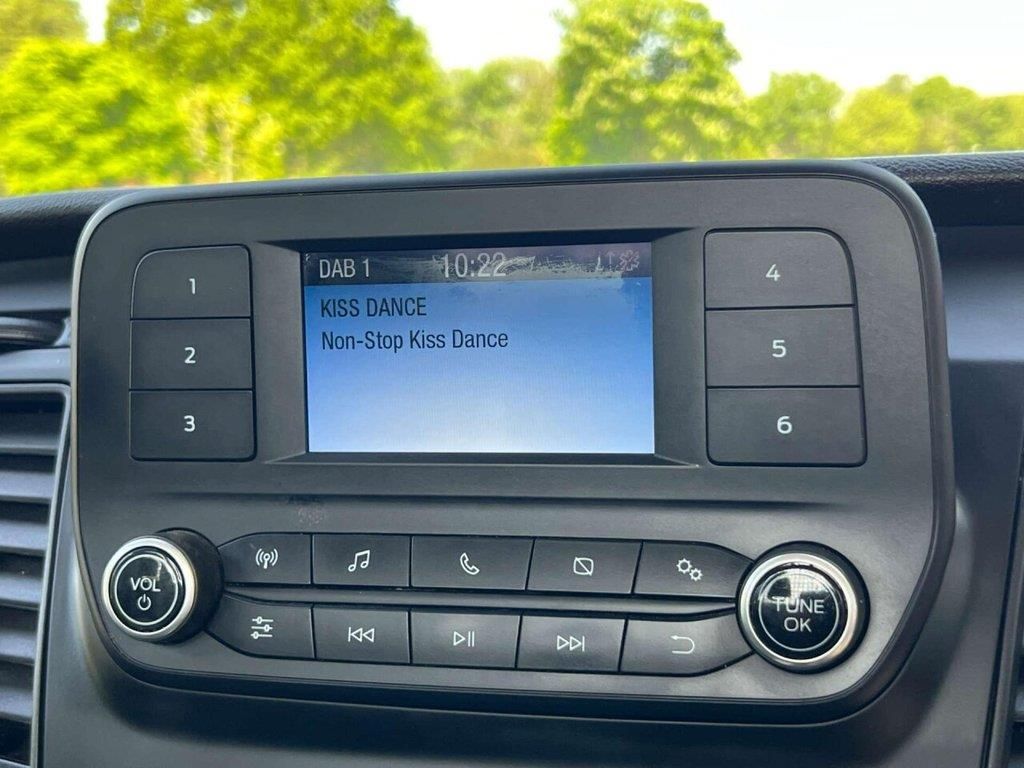 DAB 1 10:22
KISS DANCE
Non-Stop Kiss Dance
1
2
3
4
5
6
VOL
TUNE
OK